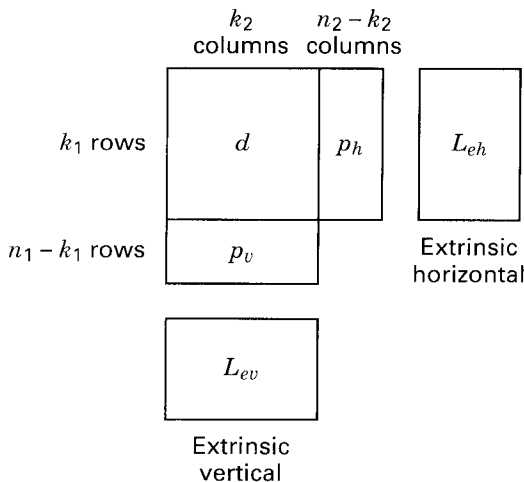 k₂ columns
n₂ – k₂ columns
k₁ rows
d
pₕ
Lₑₕ
n₁ – k₁ rows
pᵥ
Extrinsic horizontal
Lₑᵥ
Extrinsic vertical